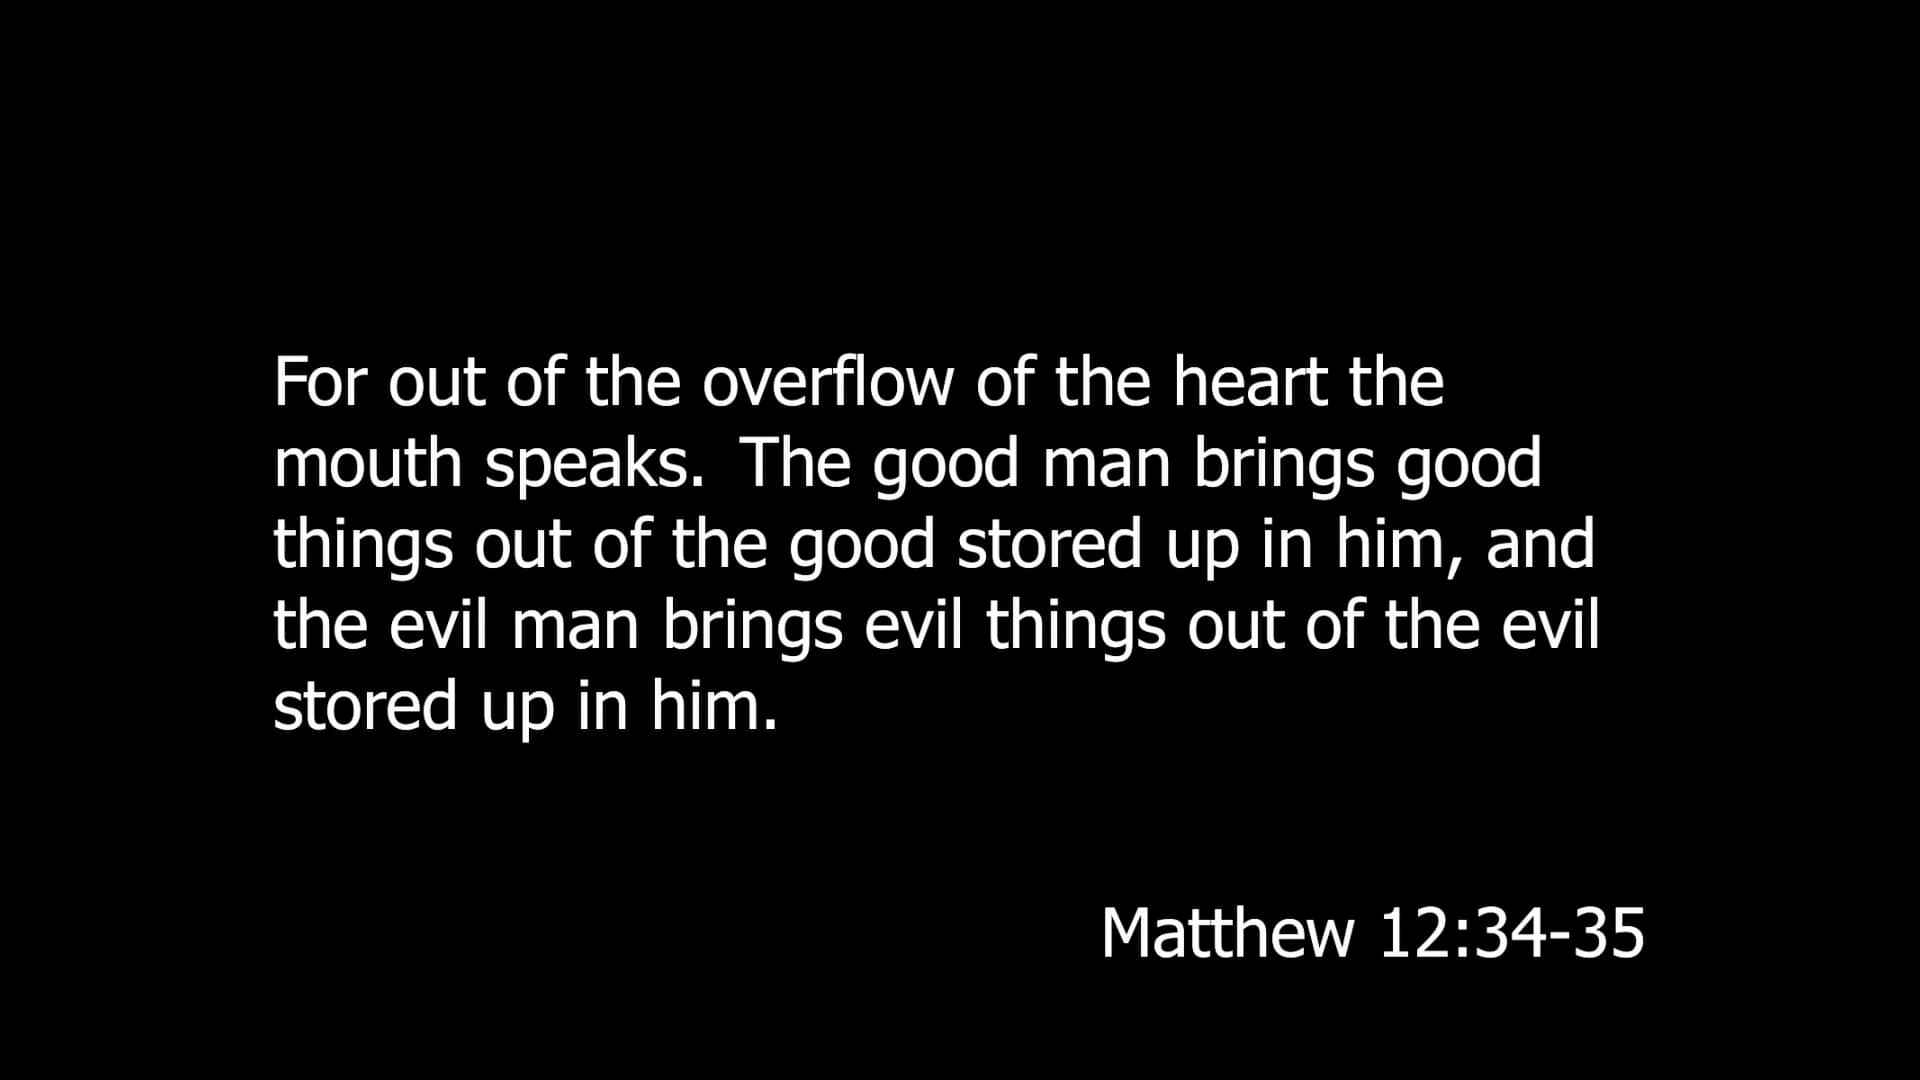 For out of the overflow of the heart the
mouth speaks.  The good man brings good
things out of the good stored up in him, and
the evil man brings evil things out of the evil
stored up in him.
Matthew 12:34-35